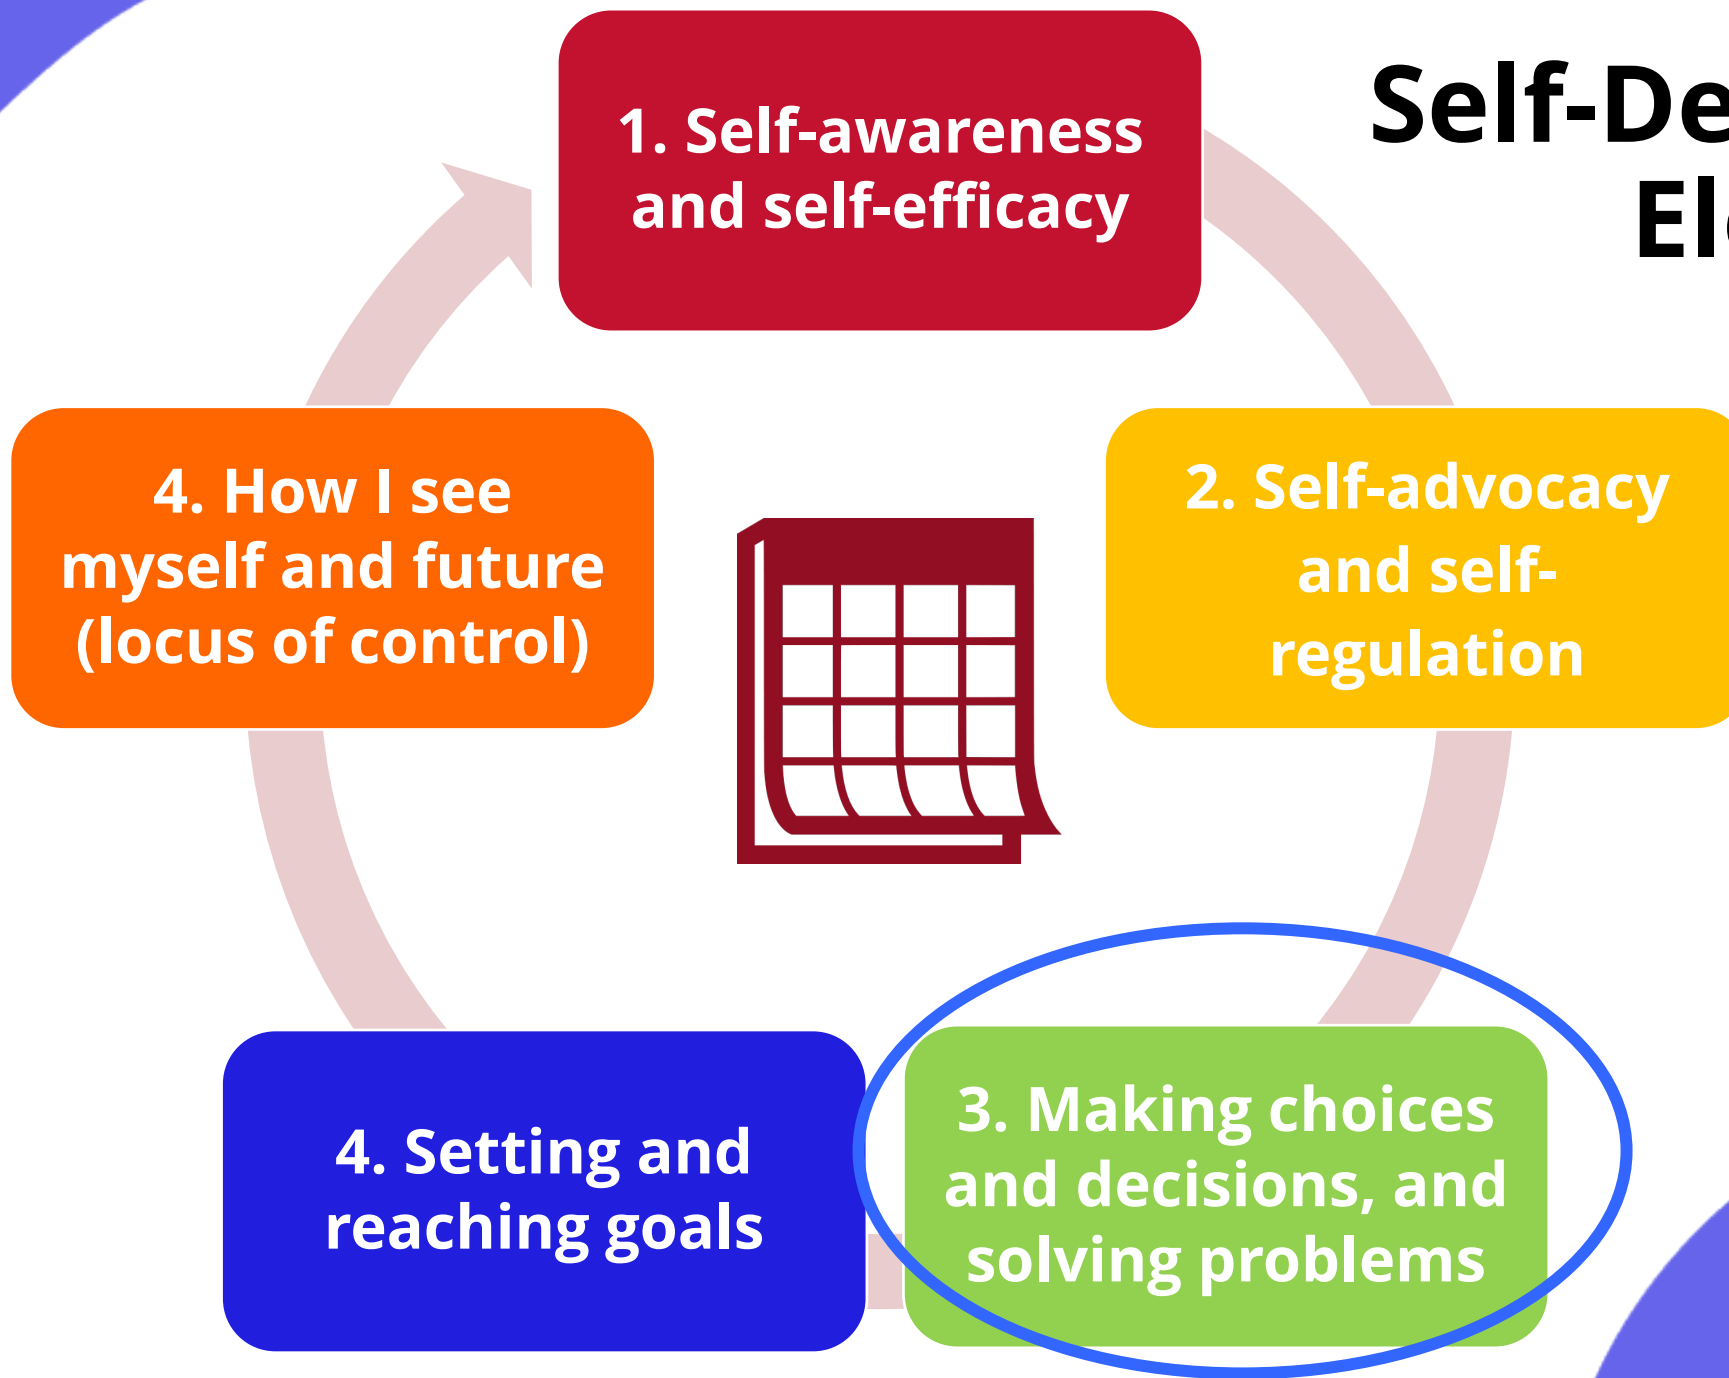 Self-De
El
1. Self-awareness
and self-efficacy
2. Self-advocacy
and self-
regulation
3. Making choices
and decisions, and
solving problems
4. Setting and
reaching goals
4. How I see
myself and future
(locus of control)